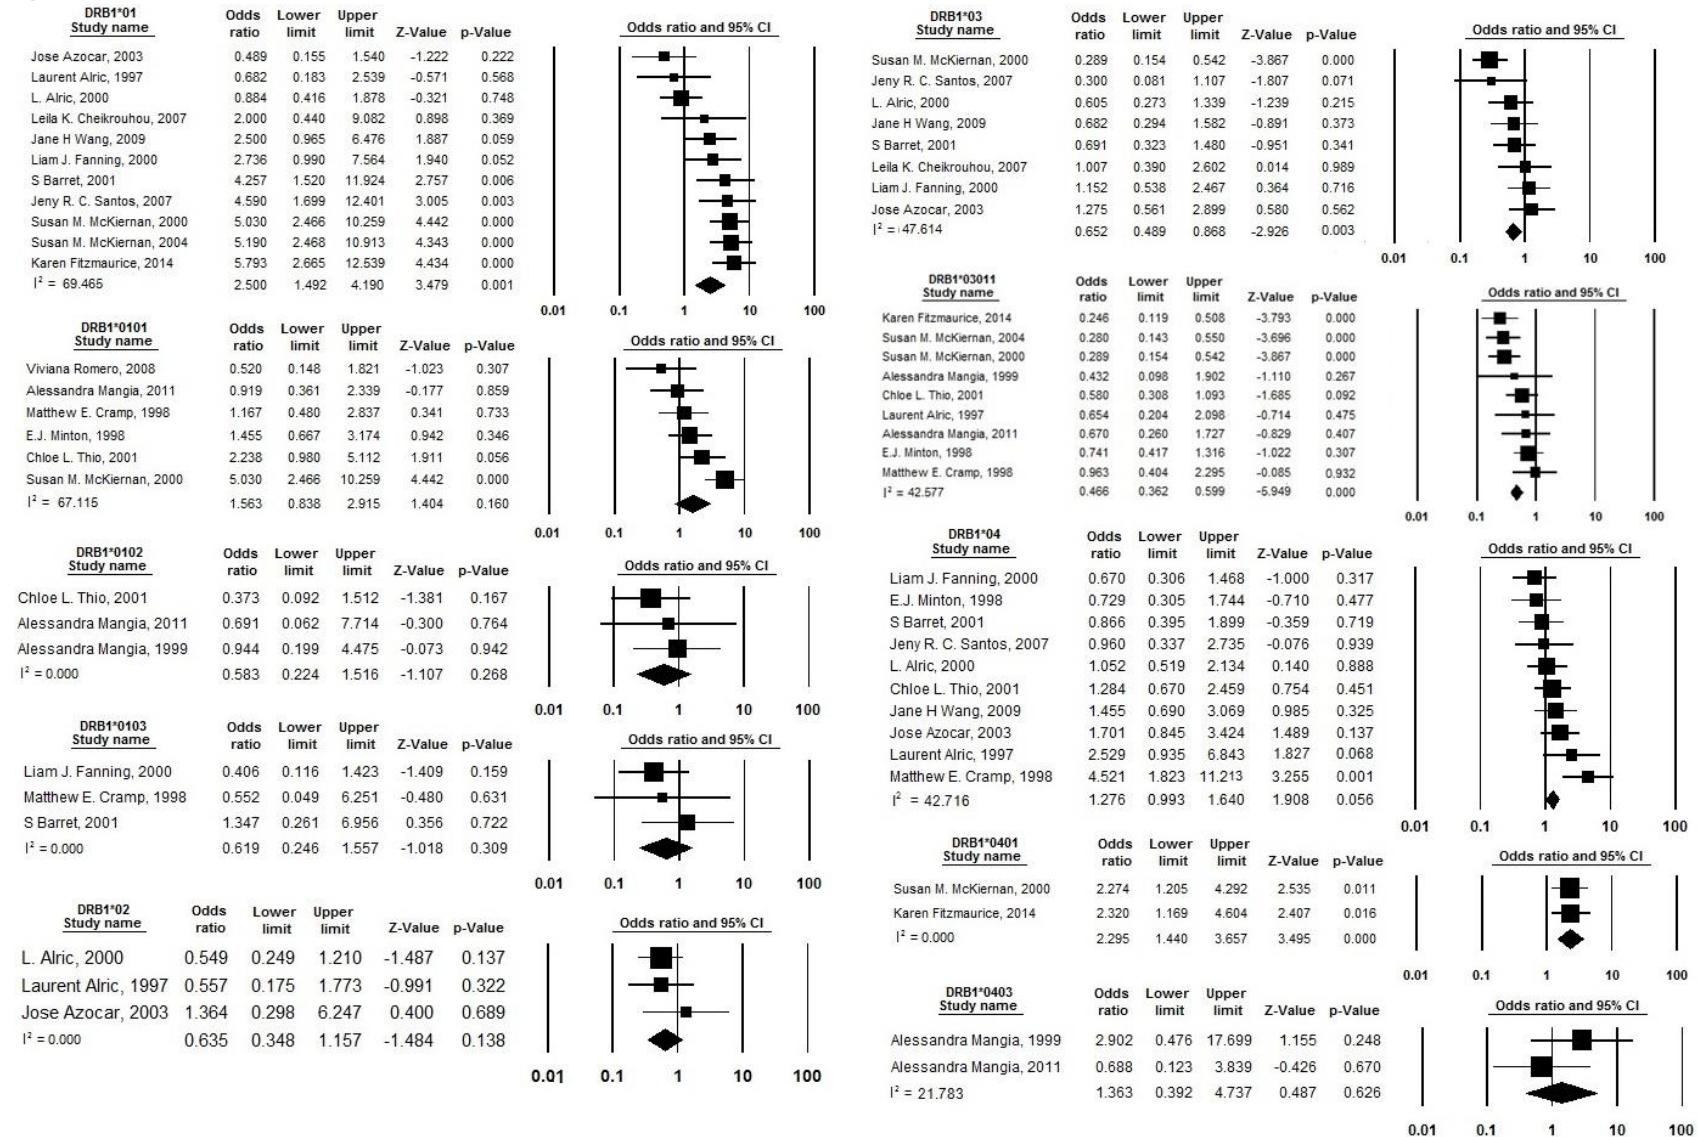 DRB1*01 Odds Lower Upper Odds ratio and 95% CI
Study name ratio limit limit Z-Value p-Value
Jose Azocar, 2003 0.489 0.155 1.540 -1.222 0.222
Laurent Alric, 1997 0.682 0.183 2.539 -0.571 0.568
L. Alric, 2000 0.884 0.416 1.878 -0.321 0.748
Leila K. Cheikrouhou, 2007 2.000 0.440 9.082 0.898 0.369
Jane H Wang, 2009 2.500 0.965 6.476 1.887 0.059
Liam J. Fanning, 2000 2.736 0.990 7.564 1.940 0.052
S Barret, 2001 4.257 1.520 11.924 2.757 0.006
Jeny R. C. Santos, 2007 4.590 1.699 12.401 3.005 0.003
Susan M. McKiernan, 2000 5.030 2.466 10.259 4.442 0.000
Susan M. McKiernan, 2004 5.190 2.468 10.913 4.343 0.000
Karen Fitzmaurice, 2014 5.793 2.665 12.539 4.434 0.000
I² = 69.465 2.500 1.492 4.190 3.479 0.001
0.01 0.1 1 10 100
DRB1*0101 Odds Lower Upper Odds ratio and 95% CI
Study name ratio limit limit Z-Value p-Value
Viviana Romero, 2008 0.520 0.148 1.821 -1.023 0.307
Alessandra Mangia, 2011 0.919 0.361 2.339 -0.177 0.859
Matthew E. Cramp, 1998 1.167 0.480 2.837 0.341 0.733
E.J. Minton, 1998 1.455 0.667 3.174 0.942 0.346
Chloe L. Thio, 2001 2.238 0.980 5.112 1.911 0.056
Susan M. McKiernan, 2000 5.030 2.466 10.259 4.442 0.000
I² = 67.115 1.563 0.838 2.915 1.404 0.160
0.01 0.1 1 10 100
DRB1*0102 Odds Lower Upper Odds ratio and 95% CI
Study name ratio limit limit Z-Value p-Value
Chloe L. Thio, 2001 0.373 0.092 1.512 -1.381 0.167
Alessandra Mangia, 2011 0.691 0.062 7.714 -0.300 0.764
Alessandra Mangia, 1999 0.944 0.199 4.475 -0.073 0.942
I² = 0.000 0.583 0.224 1.516 -1.107 0.268
0.01 0.1 1 10 100
DRB1*0103 Odds Lower Upper Odds ratio and 95% CI
Study name ratio limit limit Z-Value p-Value
Liam J. Fanning, 2000 0.406 0.116 1.423 -1.409 0.159
Matthew E. Cramp, 1998 0.552 0.049 6.251 -0.480 0.631
S Barret, 2001 1.347 0.261 6.956 0.356 0.722
I² = 0.000 0.619 0.246 1.557 -1.018 0.309
0.01 0.1 1 10 100
DRB1*02 Odds Lower Upper Odds ratio and 95% CI
Study name ratio limit limit Z-Value p-Value
L. Alric, 2000 0.549 0.249 1.210 -1.487 0.137
Laurent Alric, 1997 0.557 0.175 1.773 -0.991 0.322
Jose Azocar, 2003 1.364 0.298 6.247 0.400 0.689
I² = 0.000 0.635 0.348 1.157 -1.484 0.138
0.01 0.1 1 10 100
DRB1*03 Odds Lower Upper Odds ratio and 95% CI
Study name ratio limit limit Z-Value p-Value
Susan M. McKiernan, 2000 0.289 0.154 0.542 -3.867 0.000
Jeny R. C. Santos, 2007 0.300 0.081 1.107 -1.807 0.071
L. Alric, 2000 0.605 0.273 1.339 -1.239 0.215
Jane H Wang, 2009 0.682 0.294 1.582 -0.891 0.373
S Barret, 2001 0.691 0.323 1.480 -0.951 0.341
Leila K. Cheikrouhou, 2007 1.007 0.390 2.602 0.014 0.989
Liam J. Fanning, 2000 1.152 0.538 2.467 0.364 0.716
Jose Azocar, 2003 1.275 0.561 2.899 0.580 0.562
I² = 47.614 0.652 0.489 0.868 -2.926 0.003
0.01 0.1 1 10 100
DRB1*03011 Odds Lower Upper Odds ratio and 95% CI
Study name ratio limit limit Z-Value p-Value
Karen Fitzmaurice, 2014 0.246 0.119 0.508 -3.793 0.000
Susan M. McKiernan, 2004 0.280 0.143 0.550 -3.696 0.000
Susan M. McKiernan, 2000 0.289 0.154 0.542 -3.867 0.000
Alessandra Mangia, 1999 0.432 0.098 1.902 -1.110 0.267
Chloe L. Thio, 2001 0.580 0.308 1.093 -1.685 0.092
Laurent Alric, 1997 0.654 0.204 2.098 -0.714 0.475
Alessandra Mangia, 2011 0.670 0.260 1.727 -0.829 0.407
E.J. Minton, 1998 0.741 0.417 1.316 -1.022 0.307
Matthew E. Cramp, 1998 0.963 0.404 2.295 -0.085 0.932
I² = 42.577 0.466 0.362 0.599 -5.949 0.000
0.01 0.1 1 10 100
DRB1*04 Odds Lower Upper Odds ratio and 95% CI
Study name ratio limit limit Z-Value p-Value
Liam J. Fanning, 2000 0.670 0.306 1.468 -1.000 0.317
E.J. Minton, 1998 0.729 0.305 1.744 -0.710 0.477
S Barret, 2001 0.866 0.395 1.899 -0.359 0.719
Jeny R. C. Santos, 2007 0.960 0.337 2.735 -0.076 0.939
L. Alric, 2000 1.052 0.519 2.134 0.140 0.888
Chloe L. Thio, 2001 1.284 0.670 2.459 0.754 0.451
Jane H Wang, 2009 1.455 0.690 3.069 0.985 0.325
Jose Azocar, 2003 1.701 0.845 3.424 1.489 0.137
Laurent Alric, 1997 2.529 0.935 6.843 1.827 0.068
Matthew E. Cramp, 1998 4.521 1.823 11.213 3.255 0.001
I² = 42.716 1.276 0.993 1.640 1.908 0.056
0.01 0.1 1 10 100
DRB1*0401 Odds Lower Upper Odds ratio and 95% CI
Study name ratio limit limit Z-Value p-Value
Susan M. McKiernan, 2000 2.274 1.205 4.292 2.535 0.011
Karen Fitzmaurice, 2014 2.320 1.169 4.604 2.407 0.016
I² = 0.000 2.295 1.440 3.657 3.495 0.000
0.01 0.1 1 10 100
DRB1*0403 Odds Lower Upper Odds ratio and 95% CI
Study name ratio limit limit Z-Value p-Value
Alessandra Mangia, 1999 2.902 0.476 17.699 1.155 0.248
Alessandra Mangia, 2011 0.688 0.123 3.839 -0.426 0.670
I² = 21.783 1.363 0.392 4.737 0.487 0.626
0.01 0.1 1 10 100